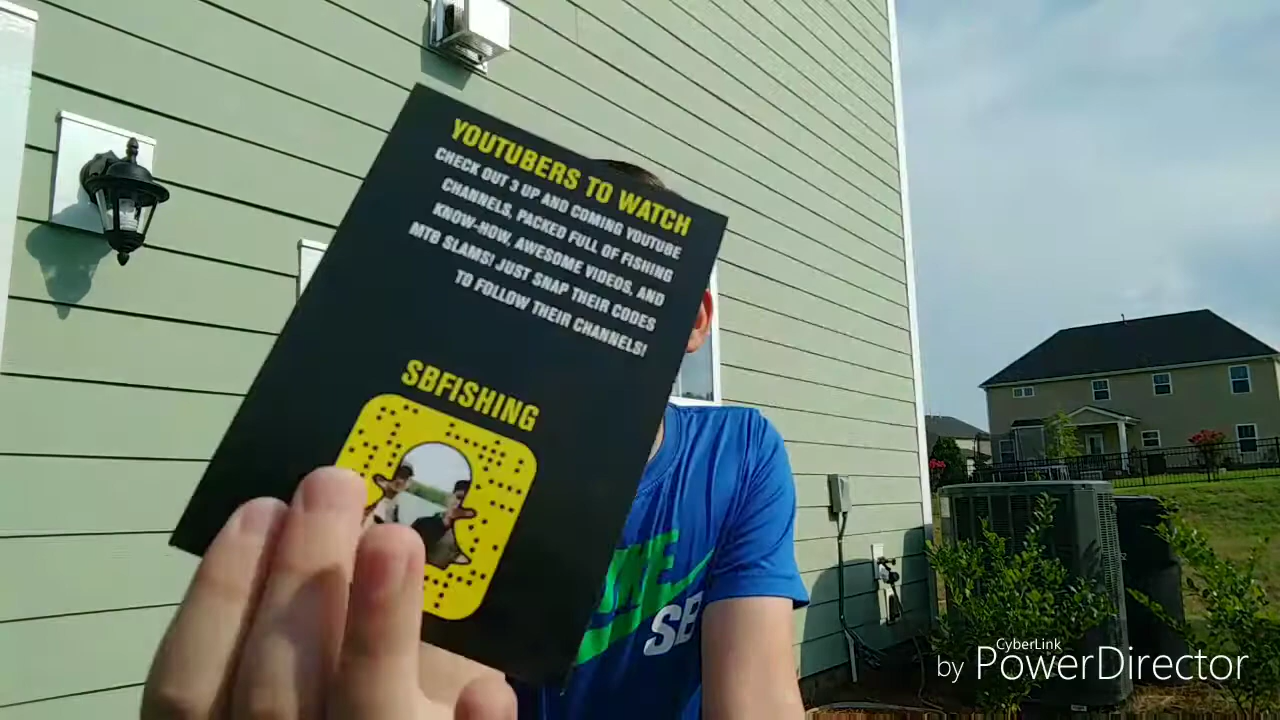 YOUTUBERS TO WATCH
CHECK OUT 3 UP AND COMING YOUTUBE
CHANNELS, PACKED FULL OF FISHING
KNOW-HOW, AWESOME VIDEOS, AND
MTB SLAMS! JUST SNAP THEIR CODES
TO FOLLOW THEIR CHANNELS!
SBFISHING
SB
CyberLink
by PowerDirector